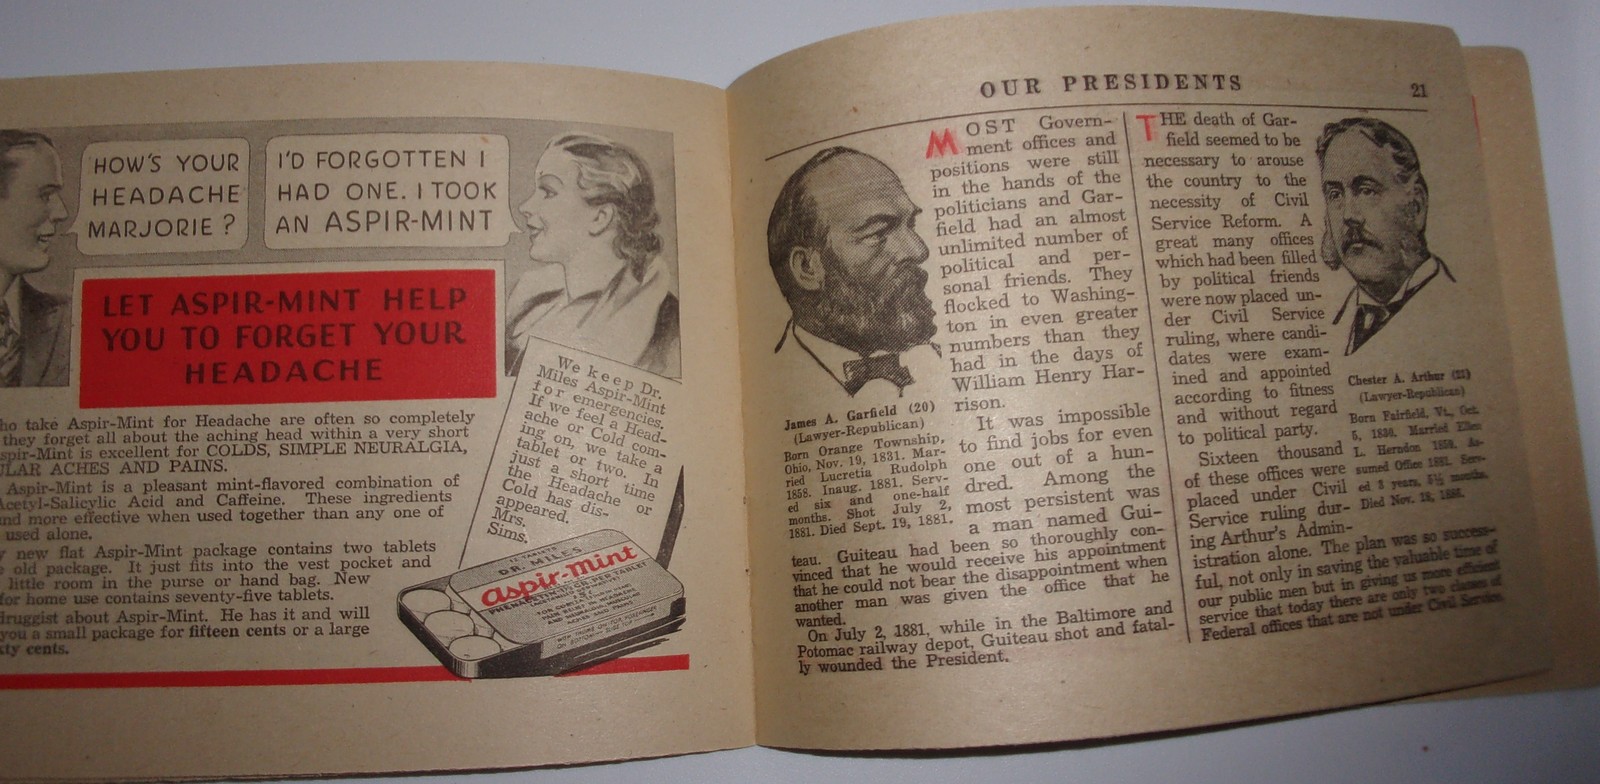 HOW'S YOUR
HEADACHE
MARJORIE ?
I'D FORGOTTEN I
HAD ONE. I TOOK
AN ASPIR-MINT
LET ASPIR-MINT HELP
YOU TO FORGET YOUR
HEADACHE
take Aspir-Mint for Headache are often so completely
they forget all about the aching head within a very short
is excellent for COLDS, SIMPLE NEURALGIA,
ACHES AND PAINS.
Aspir-Mint is a pleasant mint-flavored combination of
Acetyl-Salicylic Acid and Caffeine. These ingredients
more effective when used together than any one of
used alone.
new flat Aspir-Mint package contains two tablets
old package. It just fits into the vest pocket and
little room in the purse or hand bag. New
for home use contains seventy-five tablets.
druggist about Aspir-Mint. He has it and will
you a small package for fifteen cents or a large
cents.
We keep Dr.
Miles Aspir-Mint
for emergencies.
If we feel a Head-
ache or Cold com-
ing on, we take a
tablet or two. In
just a short time
the Headache or
Cold has dis-
appeared.
Mrs.
Sims.
12 TABLETS
DR. MILES
aspir-mint
OUR PRESIDENTS
21
MOST Govern-
ment offices and
positions were still
in the hands of the
politicians and Gar-
field had an almost
unlimited number of
political and per-
sonal friends. They
flocked to Washing-
ton in even greater
numbers than they
had in the days of
William Henry Har-
rison.
It was impossible
to find jobs for even
one out of a hun-
dred. Among the
most persistent was
a man named Gui-
James A. Garfield (20)
(Lawyer-Republican)
Born Orange Township,
Ohio, Nov. 19, 1831. Mar-
ried Lucretia Rudolph
1858. Inaug. 1881. Serv-
ed six and one-half
months. Shot July 2,
1881. Died Sept. 19, 1881.
teau. Guiteau had been so thoroughly con-
vinced that he would receive his appointment
that he could not bear the disappointment when
another man was given the office that he
wanted.
On July 2, 1881, while in the Baltimore and
Potomac railway depot, Guiteau shot and fatal-
ly wounded the President.
THE death of Gar-
field seemed to be
necessary to arouse
the country to the
necessity of Civil
Service Reform. A
great many offices
which had been filled
by political friends
were now placed un-
der Civil Service
ruling, where candi-
dates were exam-
ined and appointed
according to fitness
and without regard
to political party.
Sixteen thousand
of these offices were
placed under Civil
Service ruling dur-
ing Arthur's Admin-
istration alone. The plan was so success-
ful, not only in saving the valuable time of
our public men but in giving us more efficient
service that today there are only two classes of
Federal offices that are not under Civil Service.
Chester A. Arthur (21)
(Lawyer-Republican)
Born Fairfield, Vt., Oct.
5, 1830. Married Ellen
L. Herndon 1859. As-
sumed Office 1881. Serv-
ed 3 years, 5½ months.
Died Nov. 18, 1886.